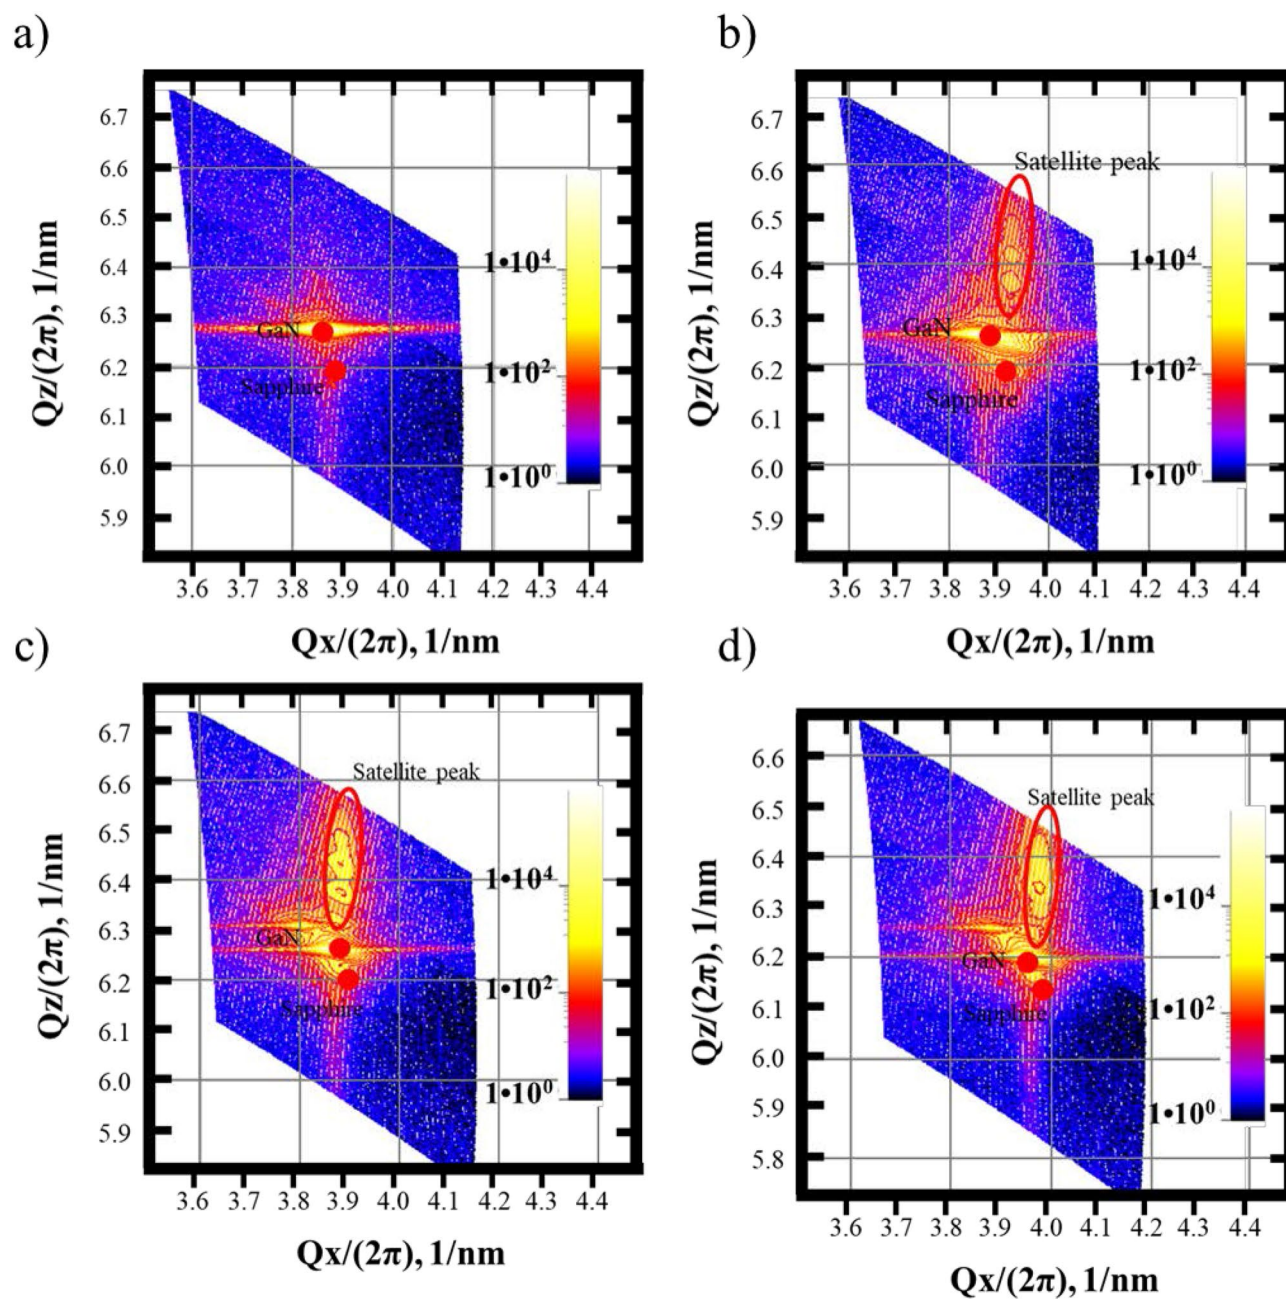 a)
6.7
6.6
6.5
6.4
6.3
6.2
6.1
6.0
5.9
Qz/(2π), 1/nm
GaN
Sapphire
1•10⁴
1•10²
1•10⁰
3.6 3.7 3.8 3.9 4.0 4.1 4.2 4.3 4.4
Qx/(2π), 1/nm
b)
6.7
6.6
6.5
6.4
6.3
6.2
6.1
6.0
5.9
Qz/(2π), 1/nm
Satellite peak
GaN
Sapphire
1•10⁴
1•10²
1•10⁰
3.6 3.7 3.8 3.9 4.0 4.1 4.2 4.3 4.4
Qx/(2π), 1/nm
c)
6.7
6.6
6.5
6.4
6.3
6.2
6.1
6.0
5.9
Qz/(2π), 1/nm
Satellite peak
GaN
Sapphire
1•10⁴
1•10²
1•10⁰
3.6 3.7 3.8 3.9 4.0 4.1 4.2 4.3 4.4
Qx/(2π), 1/nm
d)
6.6
6.5
6.4
6.3
6.2
6.1
6.0
5.9
5.8
Qz/(2π), 1/nm
Satellite peak
GaN
Sapphire
1•10⁴
1•10²
1•10⁰
3.6 3.7 3.8 3.9 4.0 4.1 4.2 4.3 4.4
Qx/(2π), 1/nm